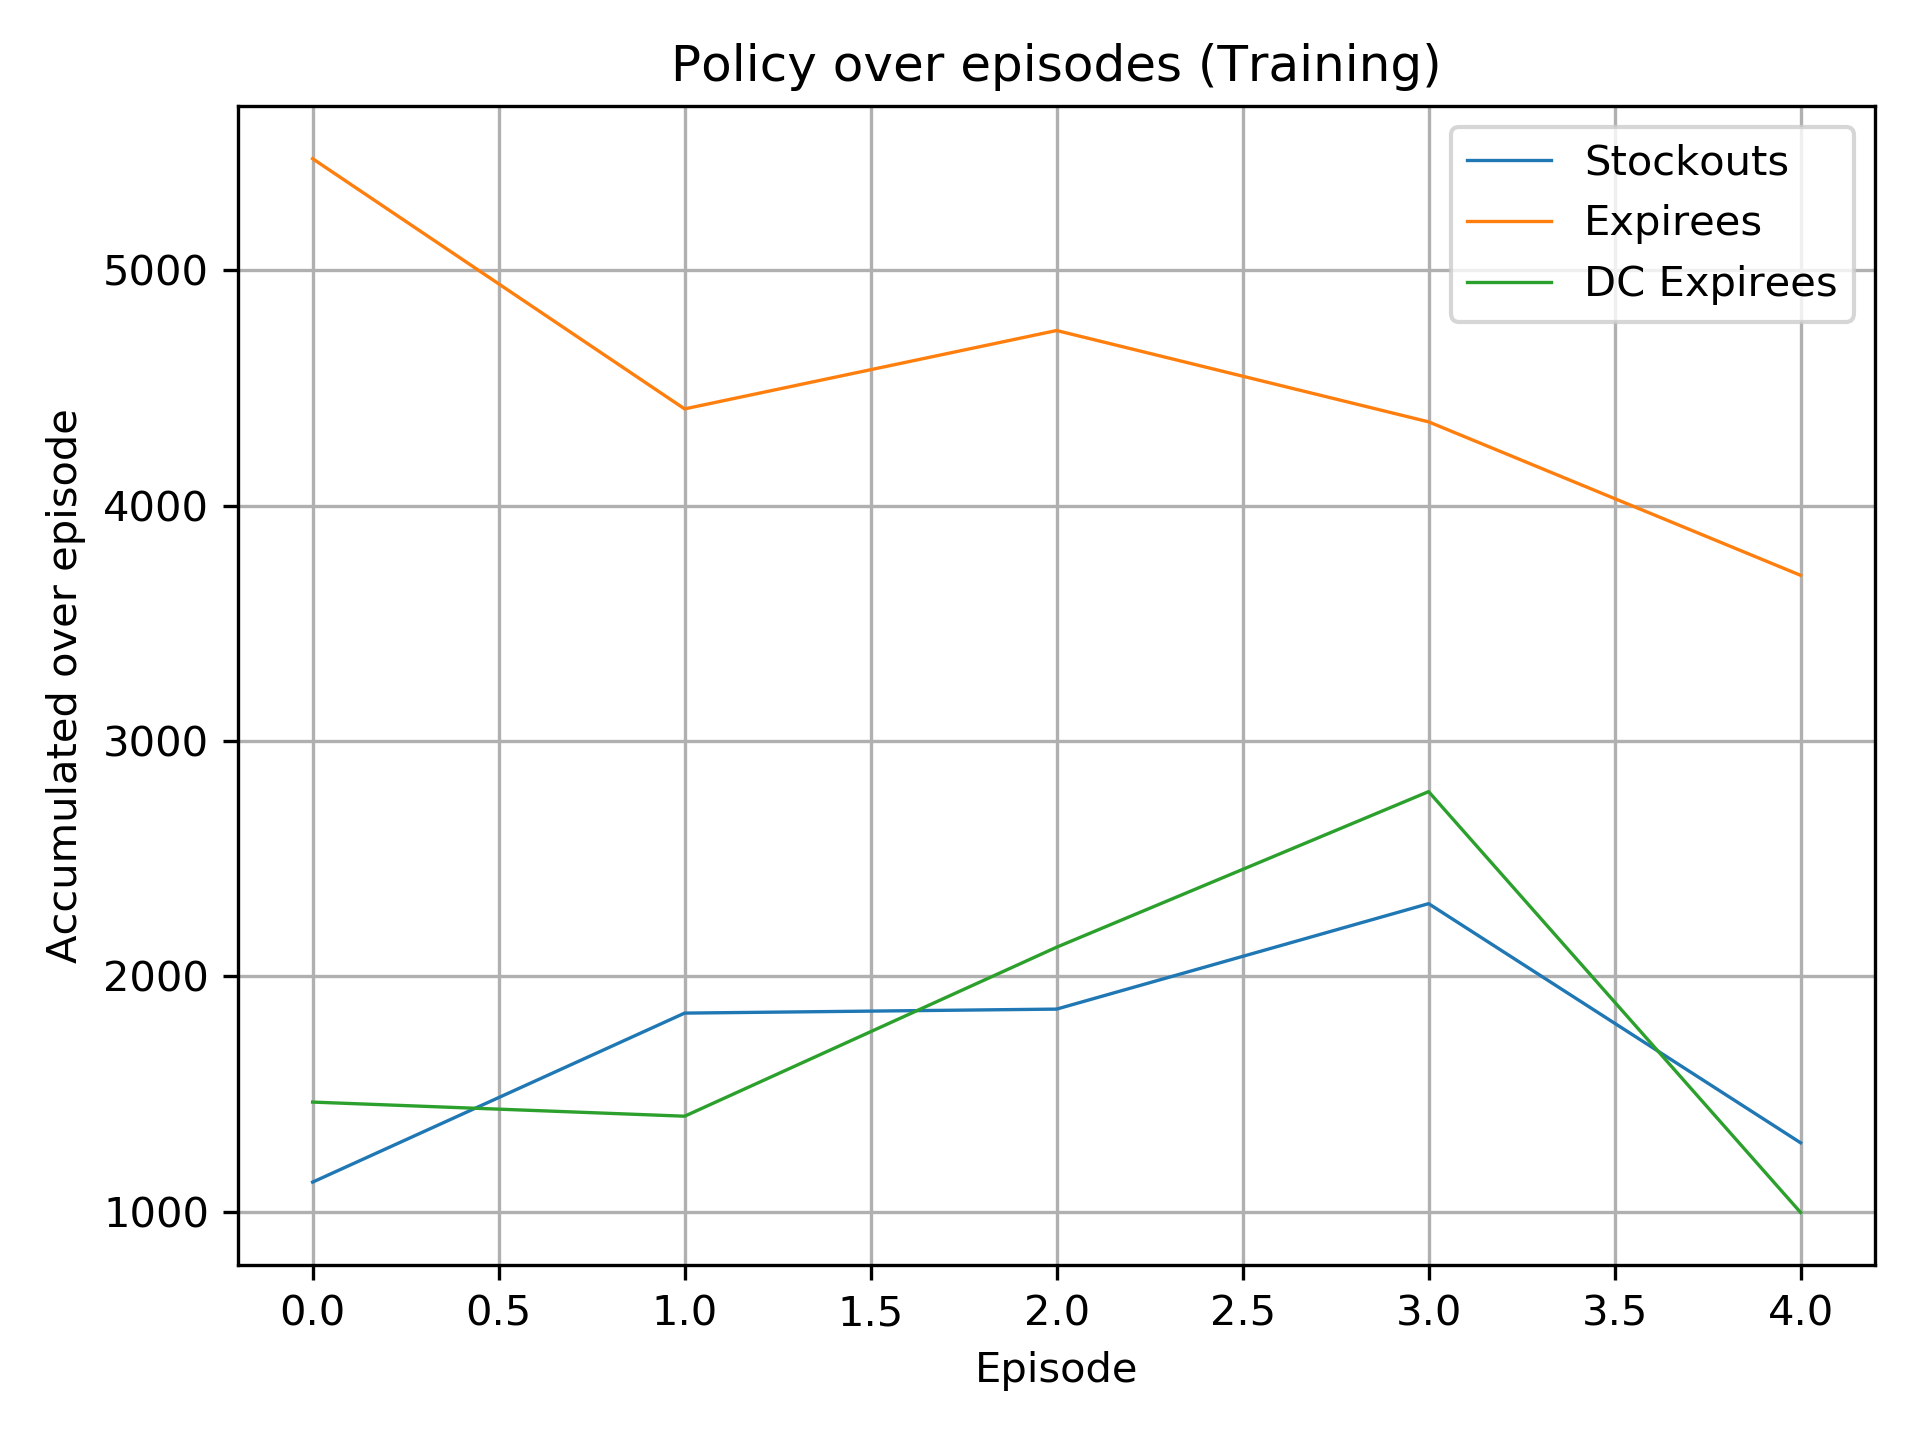 Policy over episodes (Training)
Stockouts
Expirees
DC Expirees
Accumulated over episode
5000
4000
3000
2000
1000
0.0 0.5 1.0 1.5 2.0 2.5 3.0 3.5 4.0
Episode